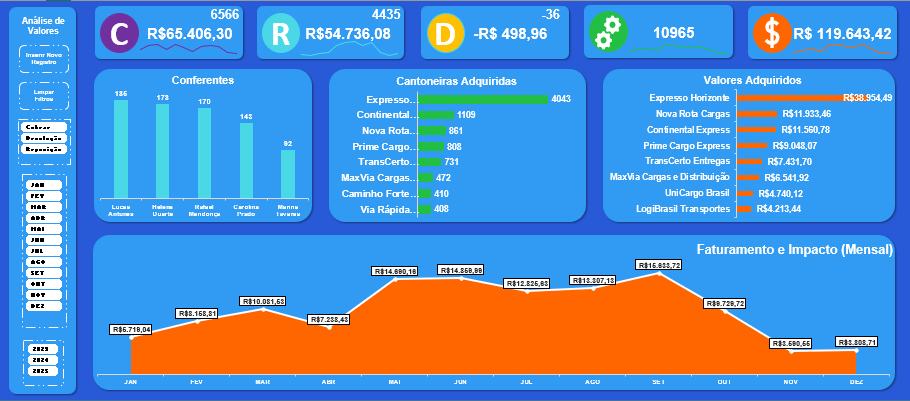 Análise de
Valores
Inserir Novo
Registro
Limpar
Filtros
Cobrar
Devolução
Reposição
JAN
FEV
MAR
ABR
MAI
JUN
JUL
AGO
SET
OUT
NOV
DEZ
2023
2024
2025
C
6566
R$65.406,30
R
4435
R$54.736,08
D
-36
-R$ 498,96
10965
$
R$ 119.643,42
Conferentes
186
173
170
143
92
Lucas
Antunes
Helena
Duarte
Rafael
Mendonça
Carolina
Prado
Marina
Tavares
Cantoneiras Adquiridas
Expresso... 4043
Continental... 1109
Nova Rota... 861
Prime Cargo... 808
TransCerto... 731
MaxVia Cargas... 472
Caminho Forte... 410
Via Rápida... 408
Valores Adquiridos
Expresso Horizonte R$38.954,49
Nova Rota Cargas R$11.933,46
Continental Express R$11.560,78
Prime Cargo Express R$9.048,07
TransCerto Entregas R$7.431,70
MaxVia Cargas e Distribuição R$6.541,92
UniCargo Brasil R$4.740,12
LogiBrasil Transportes R$4.213,44
Faturamento e Impacto (Mensal)
R$5.719,04
R$8.158,81
R$10.081,53
R$7.238,43
R$14.690,16
R$14.859,99
R$12.825,63
R$13.307,13
R$15.633,72
R$9.729,72
R$3.590,55
R$3.808,71
JAN FEV MAR ABR MAI JUN JUL AGO SET OUT NOV DEZ